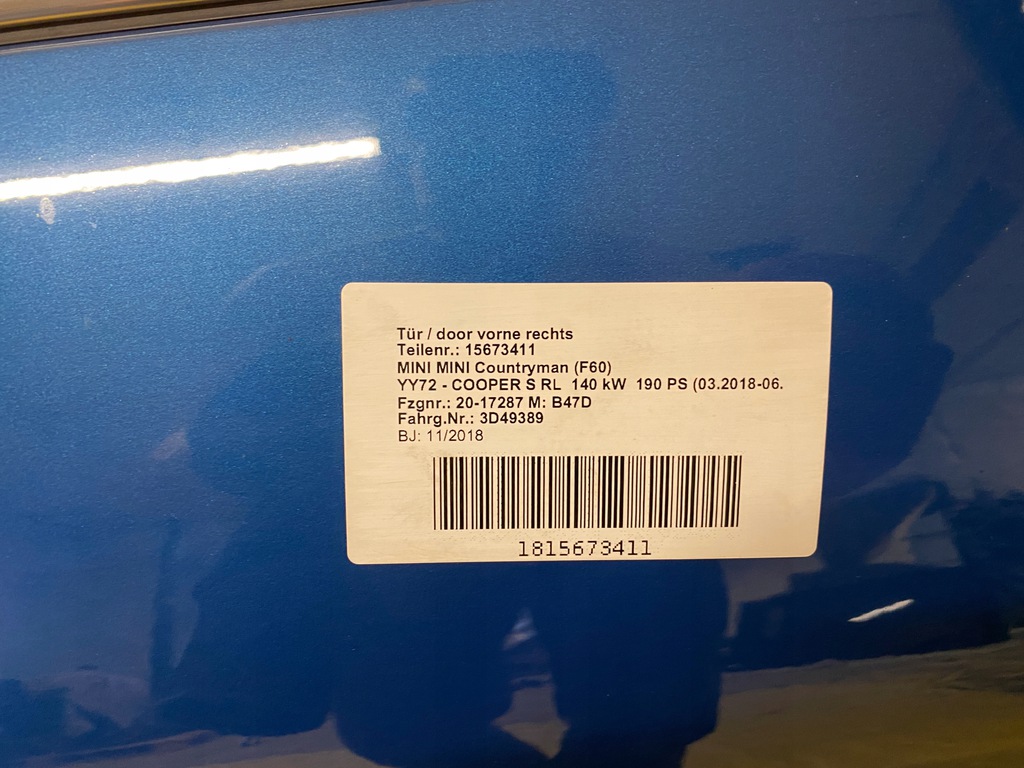 Tür / door vorne rechts
Teilenr.: 15673411
MINI MINI Countryman (F60)
YY72 - COOPER S RL 140 kW 190 PS (03.2018-06.
Fzgnr.: 20-17287 M: B47D
Fahrg.Nr.: 3D49389
BJ: 11/2018
1815673411